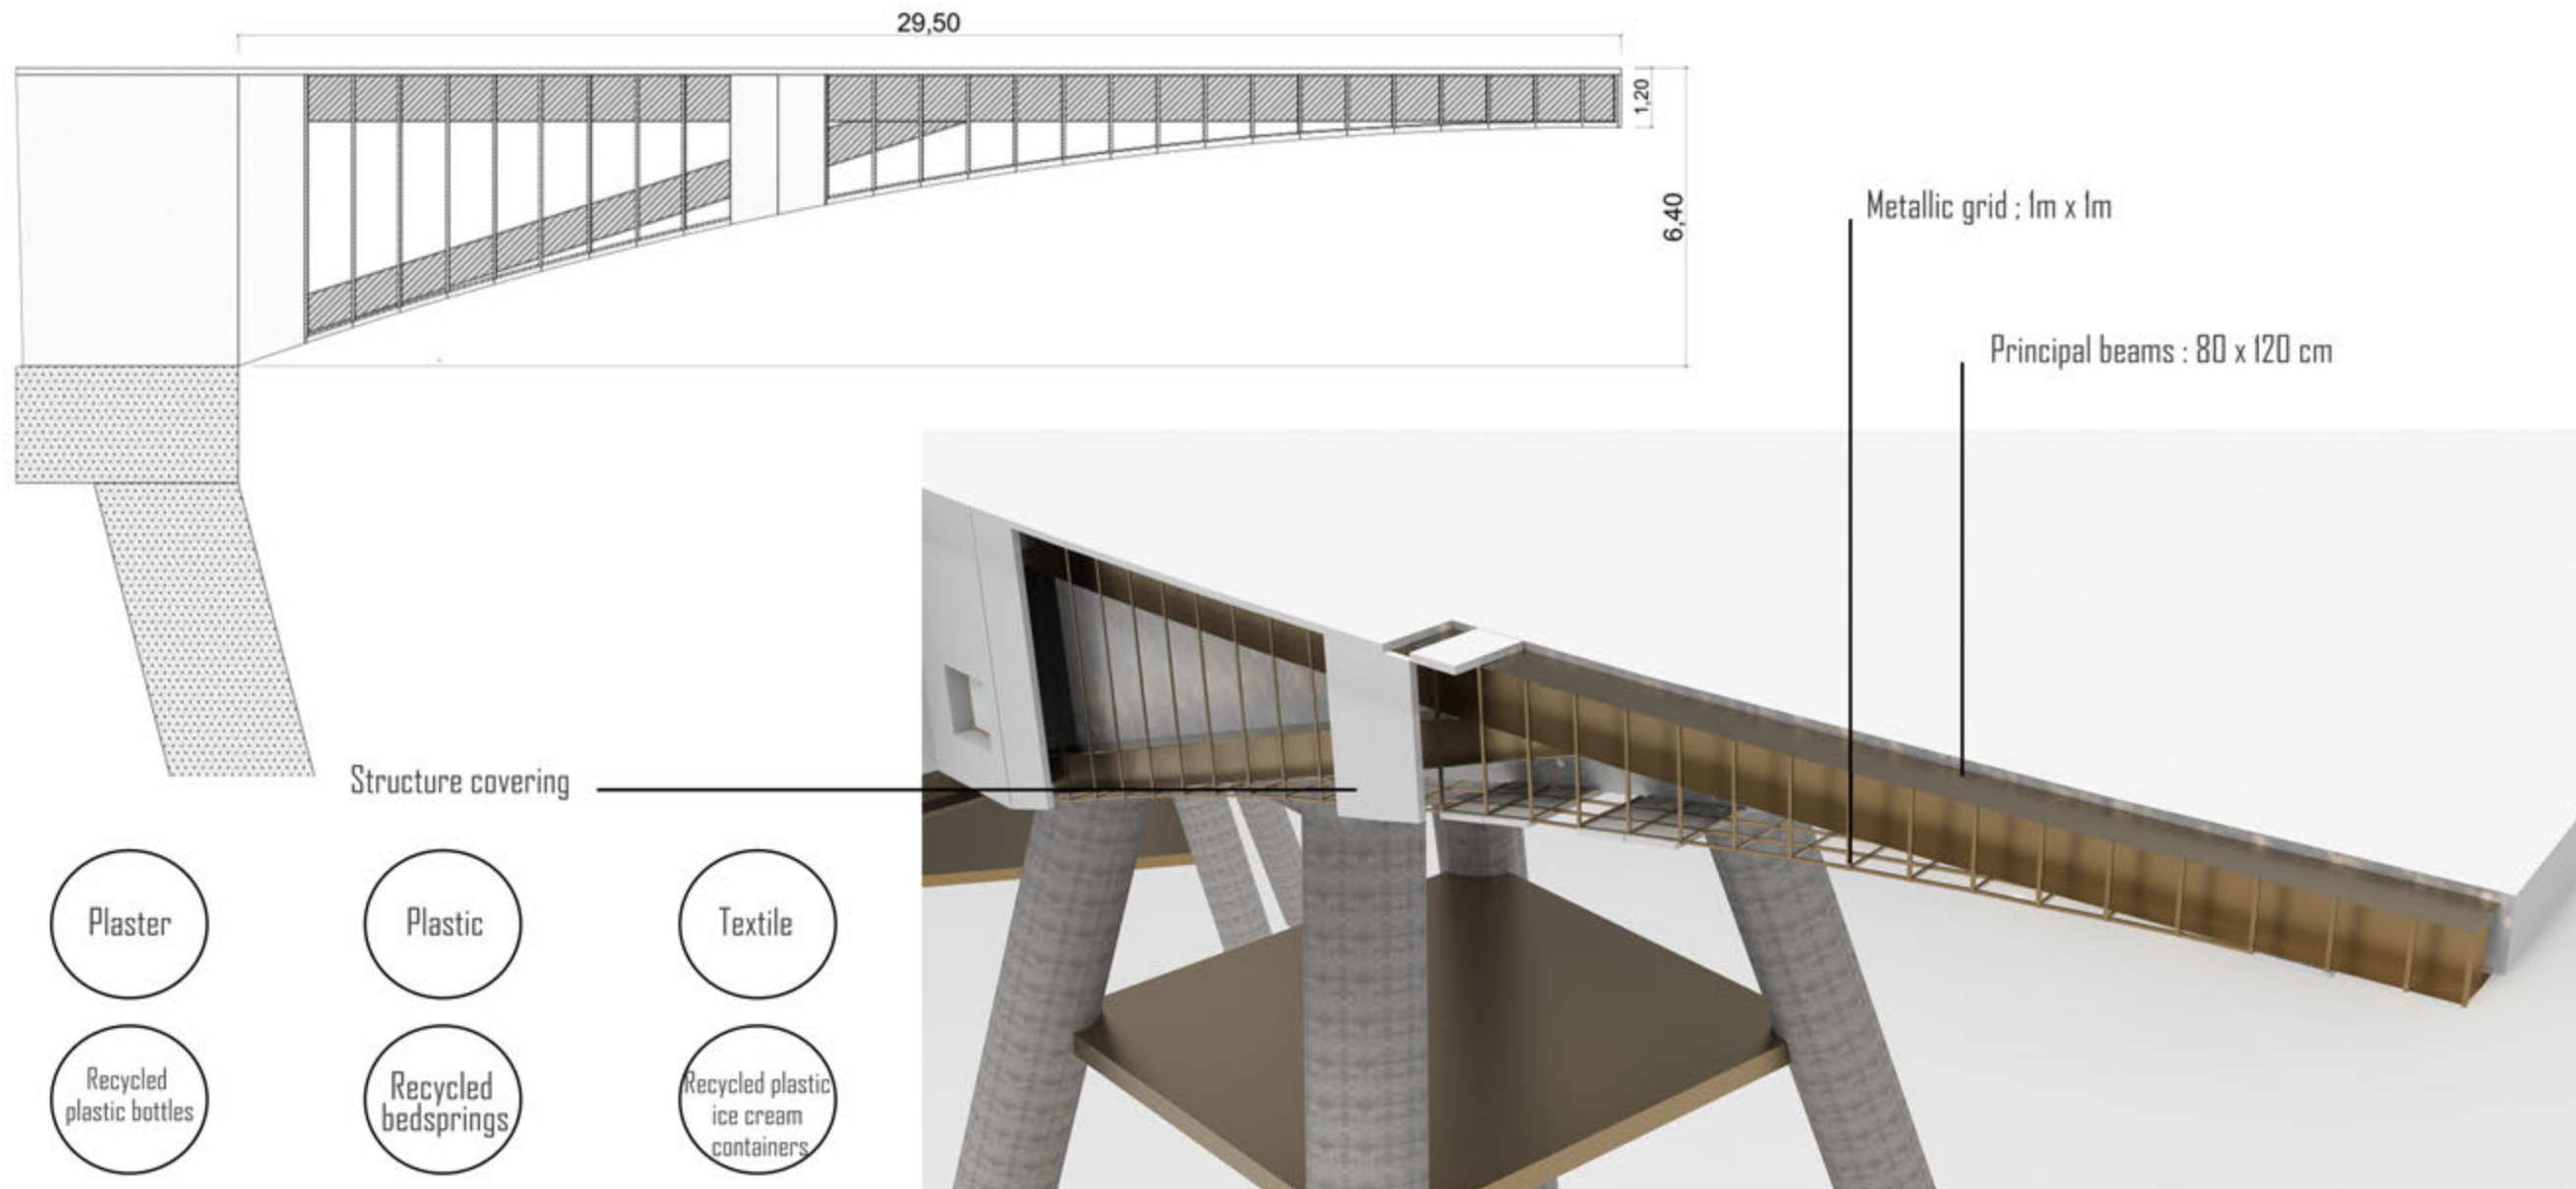 29,50
1,20
6,40
Metallic grid : 1m x 1m
Principal beams : 80 x 120 cm
Structure covering
Plaster
Plastic
Textile
Recycled
plastic bottles
Recycled
bedsprings
Recycled plastic
ice cream
containers